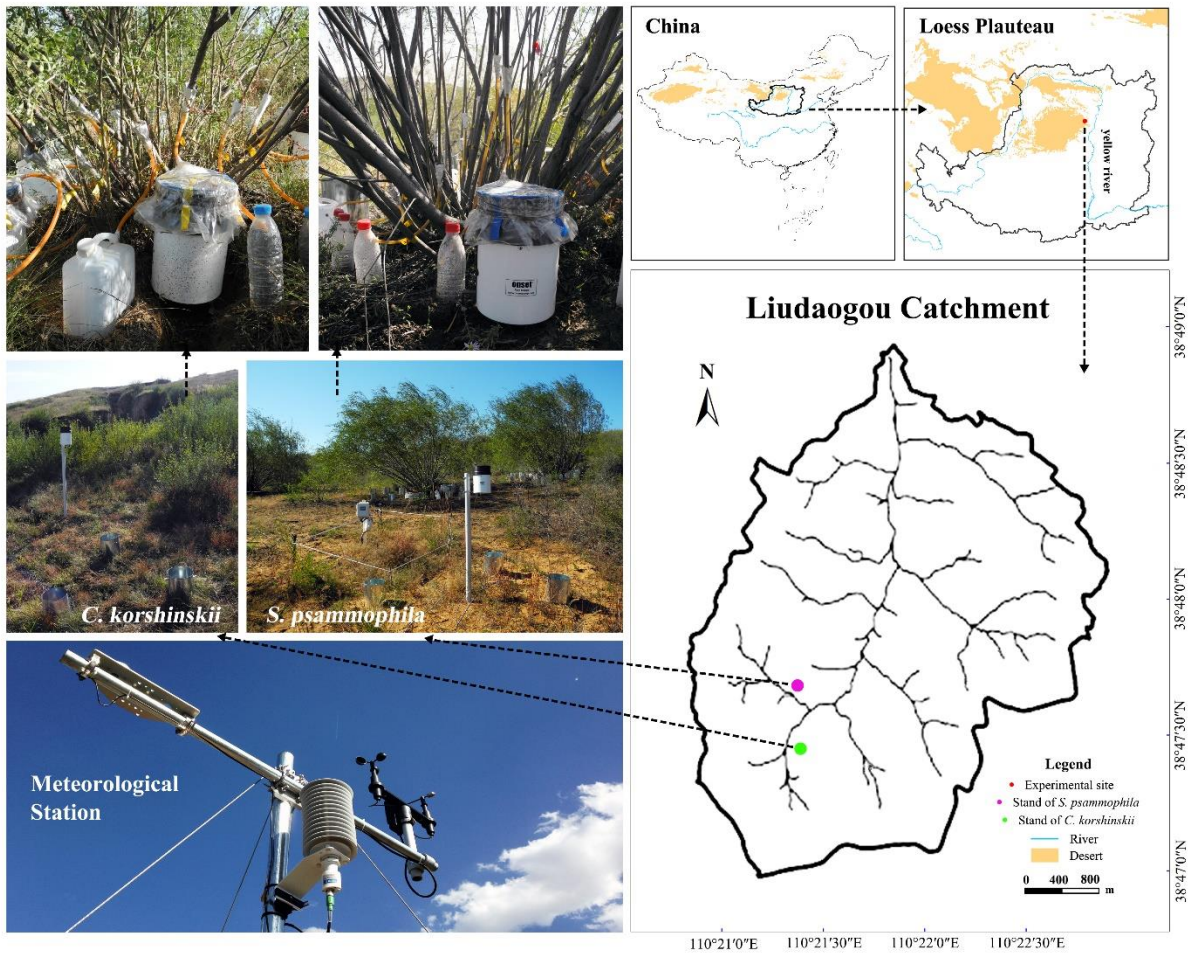 onset
C. korshinskii
S. psammophila
Meteorological
Station
China
Loess Plauteau
yellow river
Liudaogou Catchment
N
38°49′0″N
38°48′30″N
38°48′0″N
38°47′30″N
38°47′0″N
Legend
Experimental site
Stand of S. psammophila
Stand of C. korshinskii
River
Desert
0 400 800
m
110°21′0″E 110°21′30″E 110°22′0″E 110°22′30″E